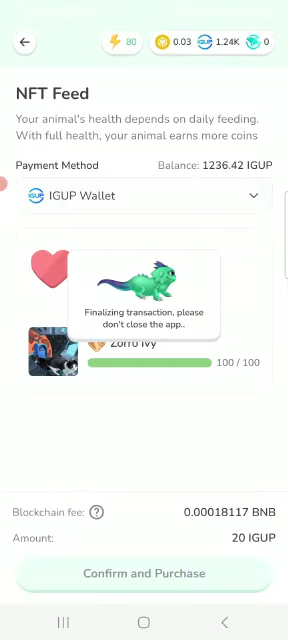 80 0.03 IGUP 1.24K 0
NFT Feed
Your animal's health depends on daily feeding.
With full health, your animal earns more coins
Payment Method Balance: 1236.42 IGUP
IGUP IGUP Wallet
Finalizing transaction, please
don't close the app..
Zorro Ivy
100 / 100
Blockchain fee: ? 0.00018117 BNB
Amount: 20 IGUP
Confirm and Purchase